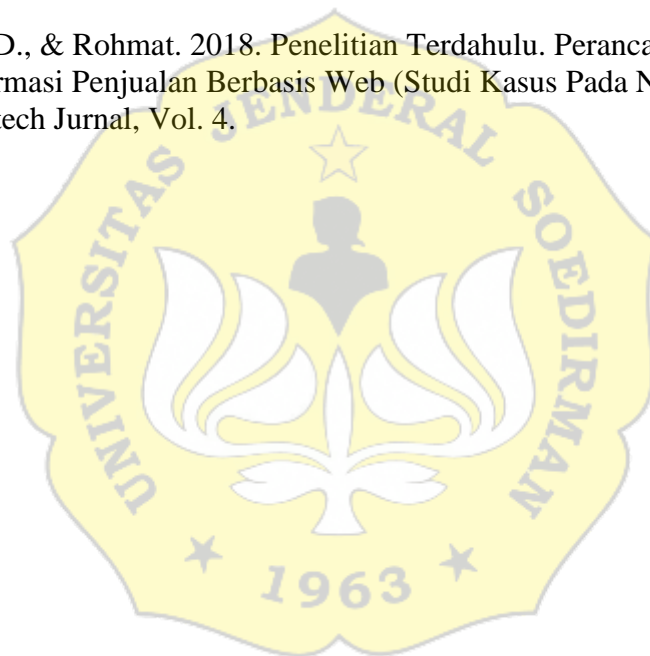 D., & Rohmat. 2018. Penelitian Terdahulu. Peranca
rmasi Penjualan Berbasis Web (Studi Kasus Pada N
tech Jurnal, Vol. 4.
UNIVERSITAS JENDERAL SOEDIRMAN
1963